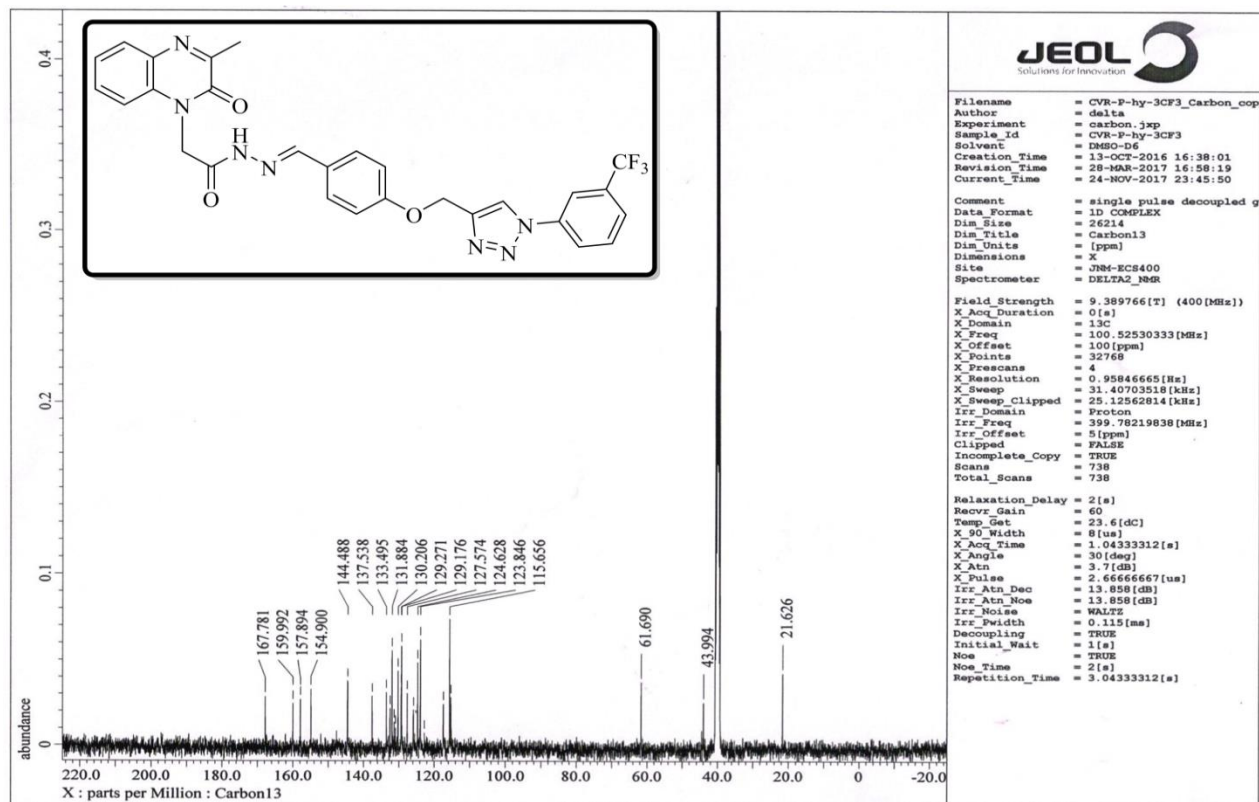 0.4
0.3
0.2
0.1
0
abundance
N
CH
O
N
O
H
N
N
O
CF3
N
N=N
144.488
137.538
133.495
131.884
130.206
129.271
129.176
127.574
124.628
123.846
115.656
167.781
159.992
157.894
154.900
61.690
43.994
21.626
220.0 200.0 180.0 160.0 140.0 120.0 100.0 80.0 60.0 40.0 20.0 0 -20.0
X : parts per Million : Carbon13
JEOL
Solutions for Innovation
Filename = CVR-P-hy-3CF3_Carbon_cop
Author = delta
Experiment = carbon.jxp
Sample_Id = CVR-P-hy-3CF3
Solvent = DMSO-D6
Creation_Time = 13-OCT-2016 16:38:01
Revision_Time = 28-MAR-2017 16:58:19
Current_Time = 24-NOV-2017 23:45:50
Comment = single pulse decoupled g
Data_Format = 1D COMPLEX
Dim_Size = 26214
Dim_Title = Carbon13
Dim_Units = [ppm]
Dimensions = X
Site = JNM-ECS400
Spectrometer = DELTA2_NMR
Field_Strength = 9.389766[T] (400[MHz])
X_Acq_Duration = 0[s]
X_Domain = 13C
X_Freq = 100.52530333[MHz]
X_Offset = 100[ppm]
X_Points = 32768
X_Prescans = 4
X_Resolution = 0.95846665[Hz]
X_Sweep = 31.40703518[kHz]
X_Sweep_Clipped = 25.12562814[kHz]
Irr_Domain = Proton
Irr_Freq = 399.78219838[MHz]
Irr_Offset = 5[ppm]
Clipped = FALSE
Incomplete_Copy = TRUE
Scans = 738
Total_Scans = 738
Relaxation_Delay = 2[s]
Recvr_Gain = 60
Temp_Get = 23.6[dC]
X_90_Width = 8[us]
X_Acq_Time = 1.04333312[s]
X_Angle = 30[deg]
X_Atn = 3.7[dB]
X_Pulse = 2.66666667[us]
Irr_Atn_Dec = 13.858[dB]
Irr_Atn_Noe = 13.858[dB]
Irr_Noise = WALTZ
Irr_Pwidth = 0.115[ms]
Decoupling = TRUE
Initial_Wait = 1[s]
Noe = TRUE
Noe_Time = 2[s]
Repetition_Time = 3.04333312[s]